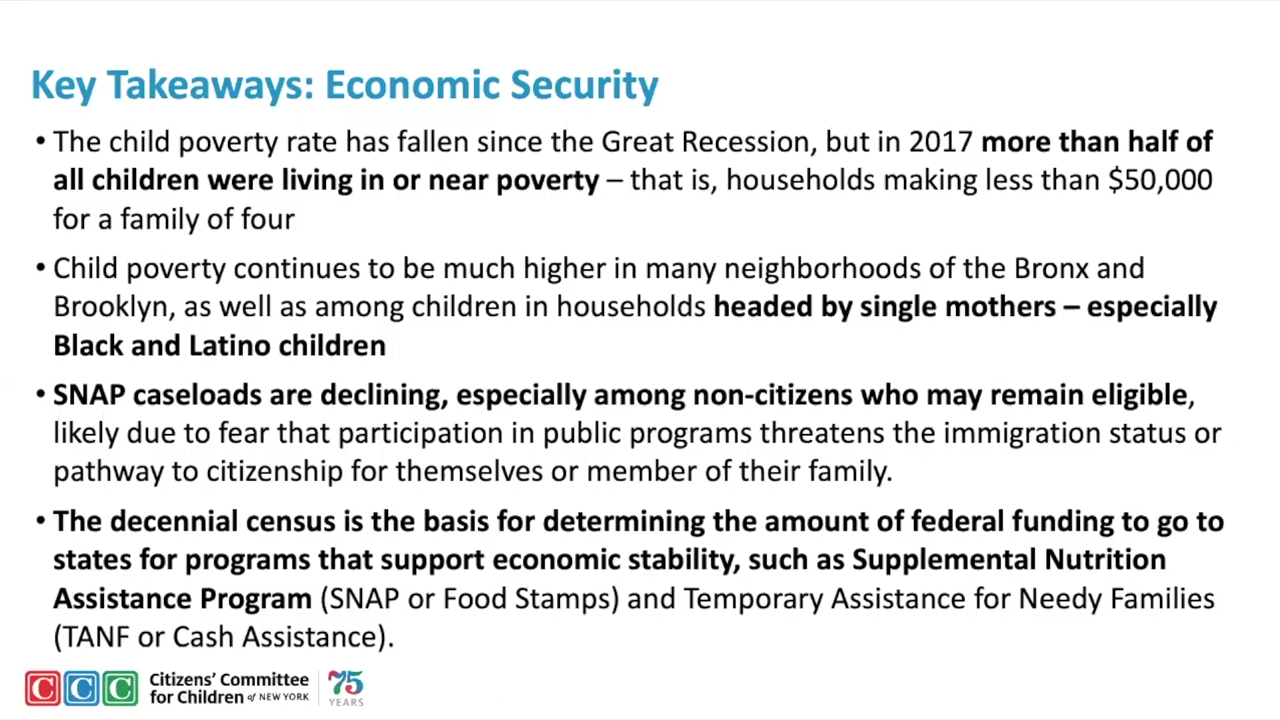 Key Takeaways: Economic Security
• The child poverty rate has fallen since the Great Recession, but in 2017 more than half of
all children were living in or near poverty – that is, households making less than $50,000
for a family of four
• Child poverty continues to be much higher in many neighborhoods of the Bronx and
Brooklyn, as well as among children in households headed by single mothers – especially
Black and Latino children
• SNAP caseloads are declining, especially among non-citizens who may remain eligible,
likely due to fear that participation in public programs threatens the immigration status or
pathway to citizenship for themselves or member of their family.
• The decennial census is the basis for determining the amount of federal funding to go to
states for programs that support economic stability, such as Supplemental Nutrition
Assistance Program (SNAP or Food Stamps) and Temporary Assistance for Needy Families
(TANF or Cash Assistance).
C C C
Citizens' Committee
for Children of NEW YORK
75
YEARS